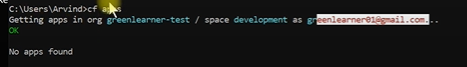 C:\Users\Arvind>cf apps
Getting apps in org greenlearner-test / space development as greenlearner01@gmail.com...
OK
No apps found